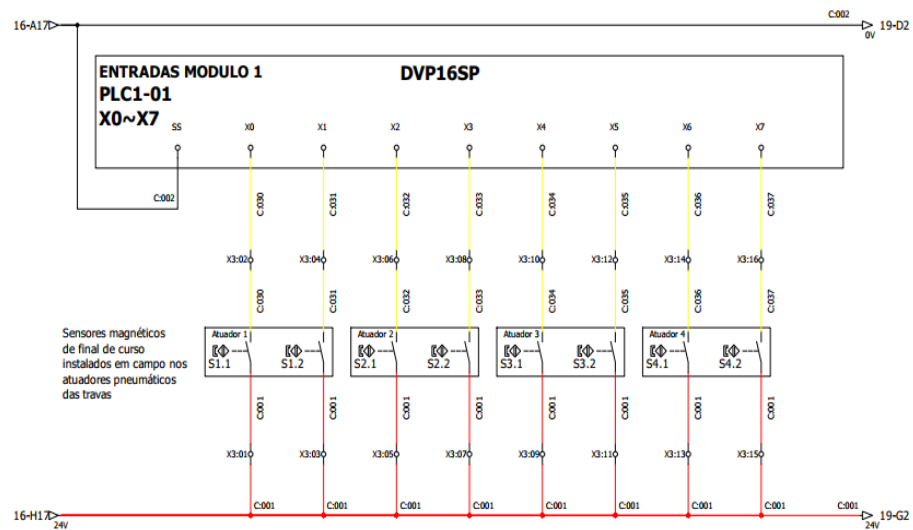 C:002
16-A17 19-D2
0V
ENTRADAS MODULO 1 DVP16SP
PLC1-01
X0~X7
SS X0 X1 X2 X3 X4 X5 X6 X7
C:002
C:030 C:031 C:032 C:033 C:034 C:035 C:036 C:037
X3:02 X3:04 X3:06 X3:08 X3:10 X3:12 X3:14 X3:16
C:030 C:031 C:032 C:033 C:034 C:035 C:036 C:037
Sensores magnéticos
de final de curso
instalados em campo nos
atuadores pneumáticos
das travas
Atuador 1 Atuador 2 Atuador 3 Atuador 4
S1.1 S1.2 S2.1 S2.2 S3.1 S3.2 S4.1 S4.2
C:001 C:001 C:001 C:001 C:001 C:001 C:001 C:001
X3:01 X3:03 X3:05 X3:07 X3:09 X3:11 X3:13 X3:15
C:001 C:001 C:001 C:001 C:001 C:001 C:001 C:001 C:001
16-H17 19-G2
24V 24V